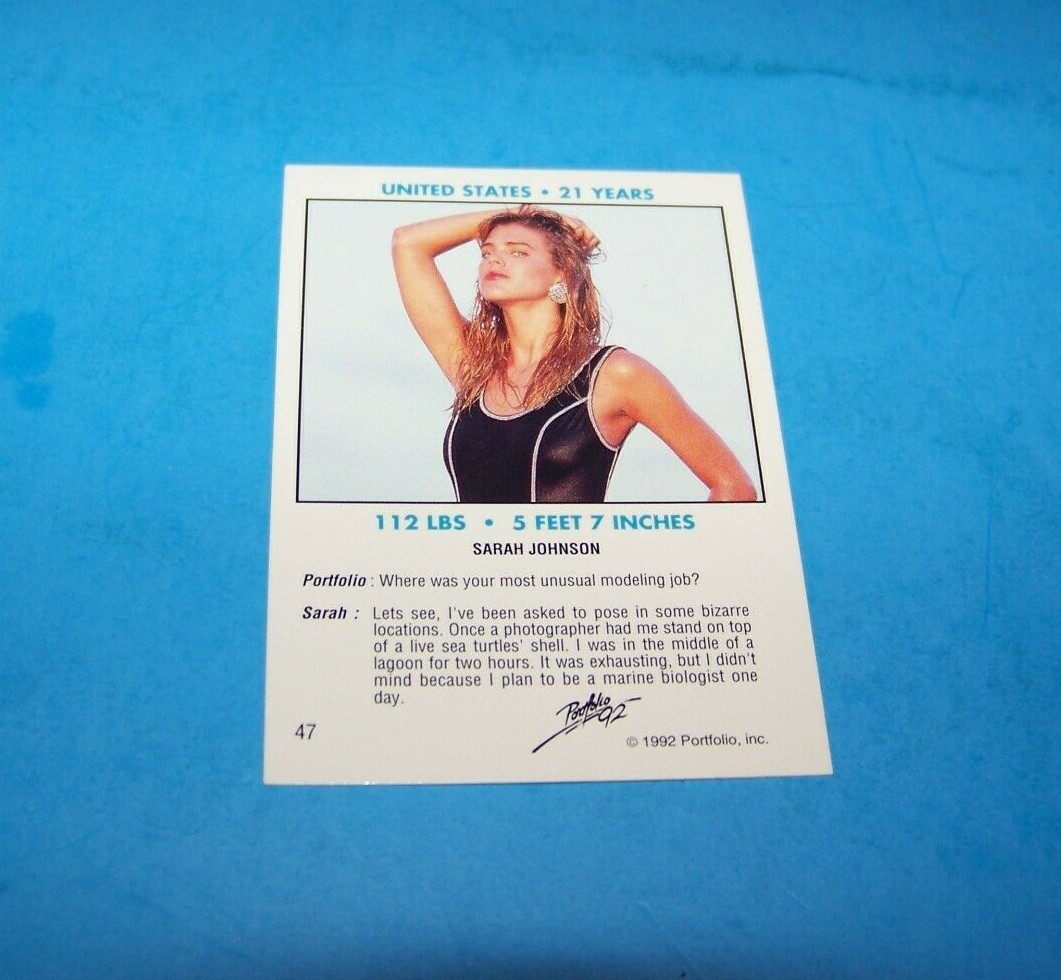 UNITED STATES • 21 YEARS
112 LBS • 5 FEET 7 INCHES
SARAH JOHNSON
Portfolio : Where was your most unusual modeling job?
Sarah : Lets see, I've been asked to pose in some bizarre
locations. Once a photographer had me stand on top
of a live sea turtles' shell. I was in the middle of a
lagoon for two hours. It was exhausting, but I didn't
mind because I plan to be a marine biologist one
day.
Portfolio 92
47
© 1992 Portfolio, inc.